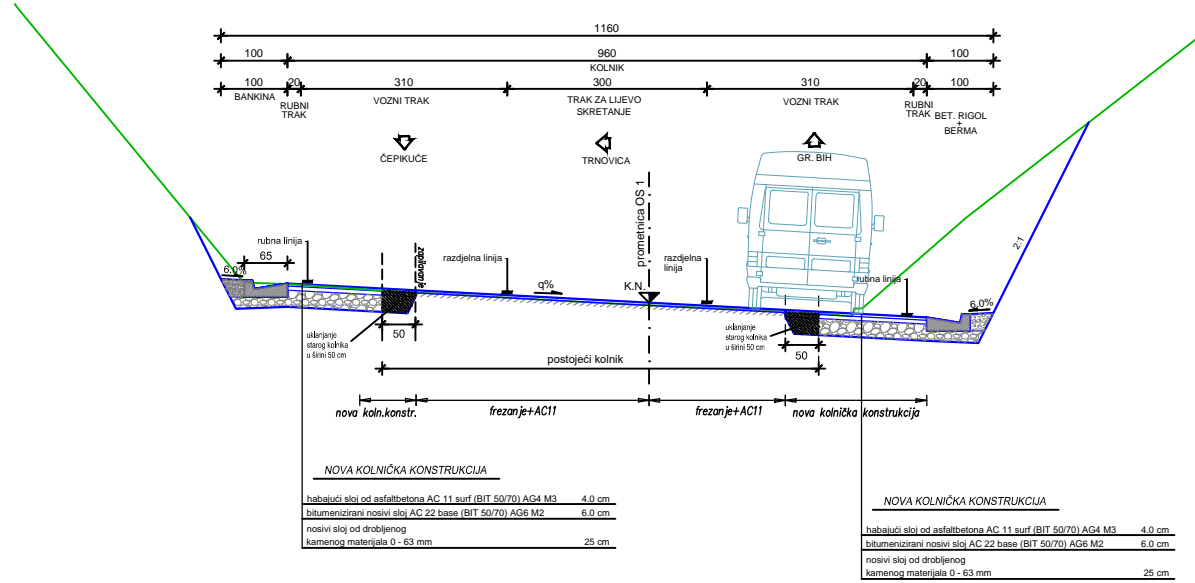 1160
100 960 100
KOLNIK
100 20 310 300 310 20 100
BANKINA
RUBNI
TRAK
VOZNI TRAK
TRAK ZA LIJEVO
SKRETANJE
VOZNI TRAK
RUBNI
TRAK
BET. RIGOL
+
BERMA
ČEPIKUĆE
TRNOVICA
GR. BIH
prometnica OS 1
2:1
rubna linija
65
6.0%
zapilavanje
razdjelna linija
q%
K.N.
razdjelna
linija
rubna linija
6.0%
uklanjanje
starog kolnika
u širini 50 cm
50
uklanjanje
starog kolnika
u širini 50 cm
50
postojeći kolnik
nova koln.konstr.
frezanje+AC11
frezanje+AC11
nova kolnička konstrukcija
NOVA KOLNIČKA KONSTRUKCIJA
habajući sloj od asfaltbetona AC 11 surf (BIT 50/70) AG4 M3 4.0 cm
bitumenizirani nosivi sloj AC 22 base (BIT 50/70) AG6 M2 6.0 cm
nosivi sloj od drobljenog
kamenog materijala 0 - 63 mm 25 cm
NOVA KOLNIČKA KONSTRUKCIJA
habajući sloj od asfaltbetona AC 11 surf (BIT 50/70) AG4 M3 4.0 cm
bitumenizirani nosivi sloj AC 22 base (BIT 50/70) AG6 M2 6.0 cm
nosivi sloj od drobljenog
kamenog materijala 0 - 63 mm 25 cm